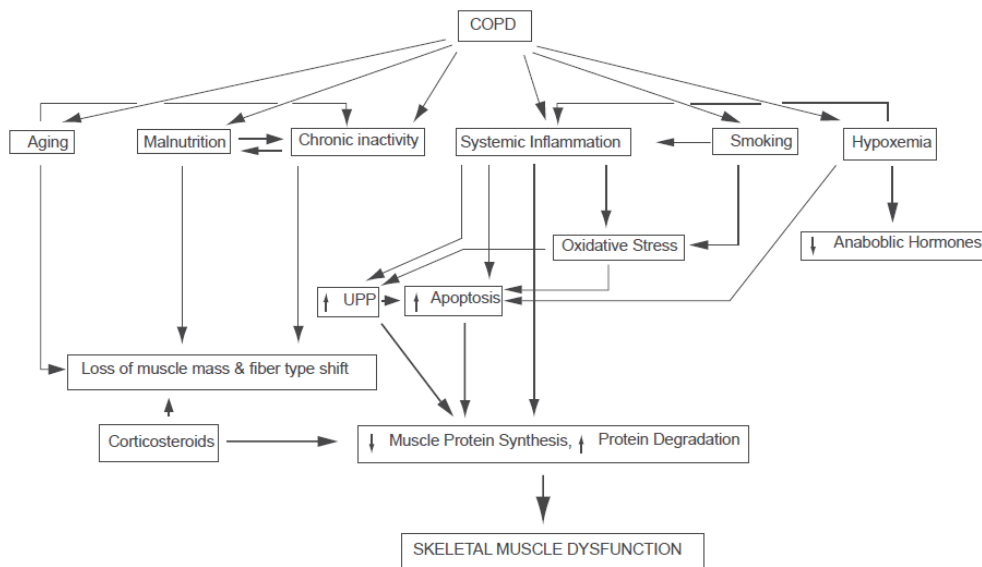 COPD
Aging
Malnutrition
Chronic inactivity
Systemic Inflammation
Smoking
Hypoxemia
Oxidative Stress
Anaboblic Hormones
UPP
Apoptosis
Loss of muscle mass & fiber type shift
Corticosteroids
Muscle Protein Synthesis, Protein Degradation
SKELETAL MUSCLE DYSFUNCTION